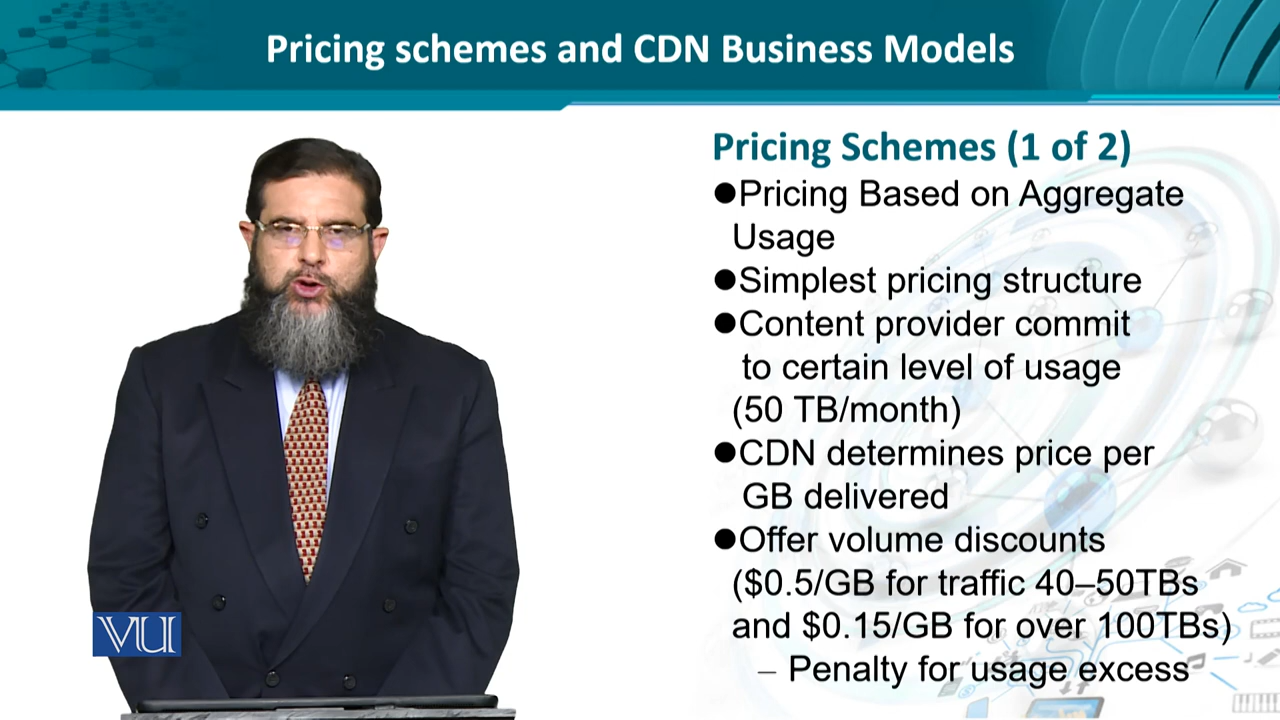 Pricing schemes and CDN Business Models
Pricing Schemes (1 of 2)
●Pricing Based on Aggregate
Usage
●Simplest pricing structure
●Content provider commit
to certain level of usage
(50 TB/month)
●CDN determines price per
GB delivered
●Offer volume discounts
($0.5/GB for traffic 40–50TBs
and $0.15/GB for over 100TBs)
– Penalty for usage excess
VU